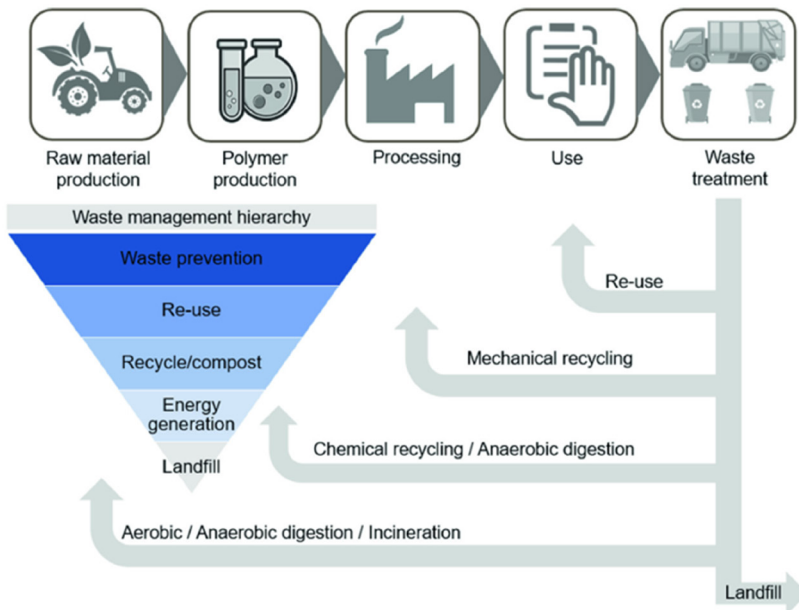 Raw material
production
Polymer
production
Processing
Use
Waste
treatment
Waste management hierarchy
Waste prevention
Re-use
Recycle/compost
Energy
generation
Landfill
Re-use
Mechanical recycling
Chemical recycling / Anaerobic digestion
Aerobic / Anaerobic digestion / Incineration
Landfill